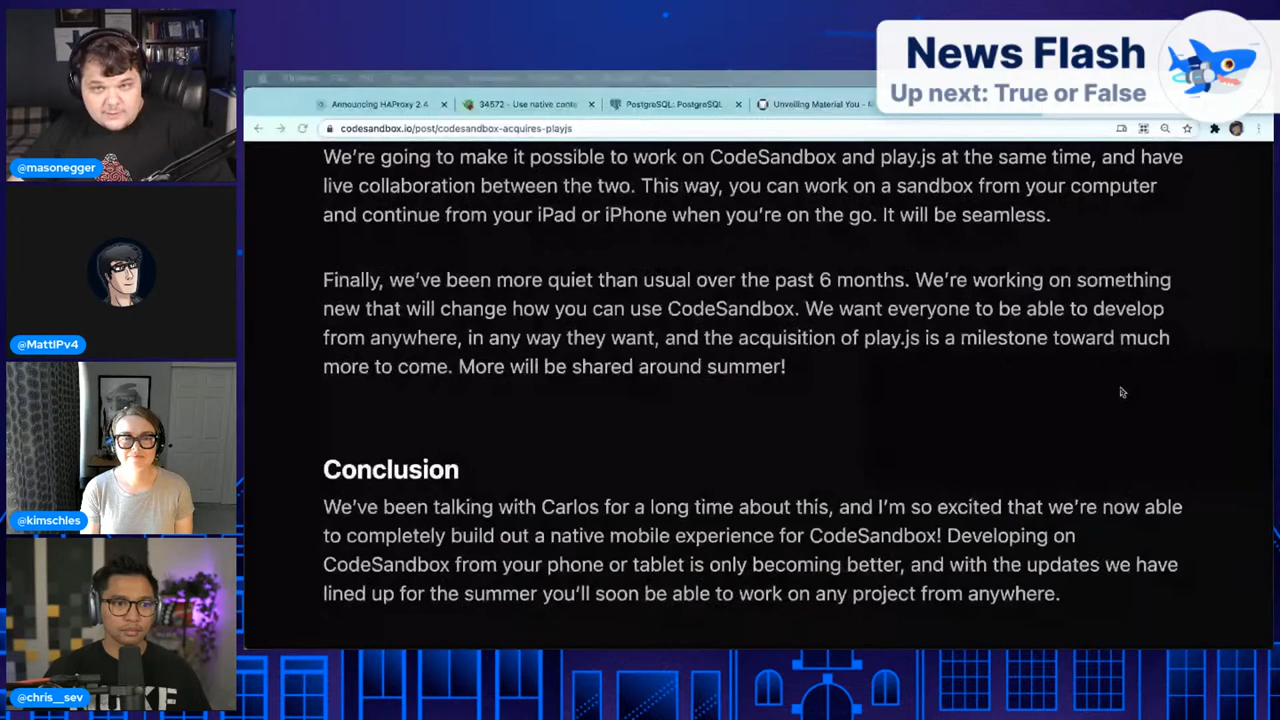 News Flash
Up next: True or False
Announcing HAProxy 2.4
34572 - Use native conte
PostgreSQL: PostgreSQL
Unveiling Material You -
codesandbox.io/post/codesandbox-acquires-playjs
We're going to make it possible to work on CodeSandbox and play.js at the same time, and have
live collaboration between the two. This way, you can work on a sandbox from your computer
and continue from your iPad or iPhone when you're on the go. It will be seamless.
Finally, we've been more quiet than usual over the past 6 months. We're working on something
new that will change how you can use CodeSandbox. We want everyone to be able to develop
from anywhere, in any way they want, and the acquisition of play.js is a milestone toward much
more to come. More will be shared around summer!
Conclusion
We've been talking with Carlos for a long time about this, and I'm so excited that we're now able
to completely build out a native mobile experience for CodeSandbox! Developing on
CodeSandbox from your phone or tablet is only becoming better, and with the updates we have
lined up for the summer you'll soon be able to work on any project from anywhere.
@masonegger
@MattIPv4
@kimschles
@chris__sev